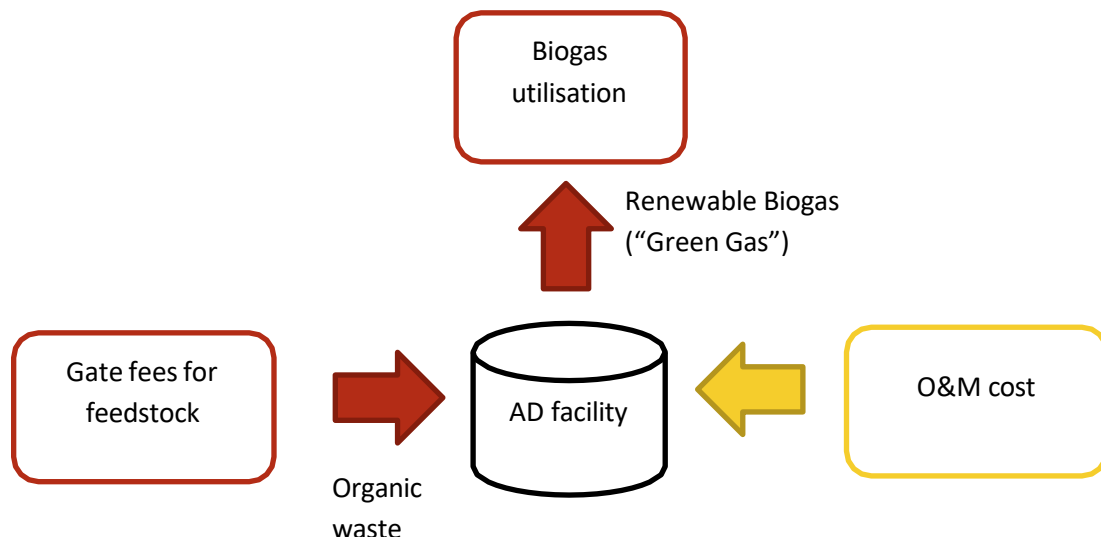 Biogas
utilisation
Renewable Biogas
(“Green Gas”)
Gate fees for
feedstock
AD facility
O&M cost
Organic
waste